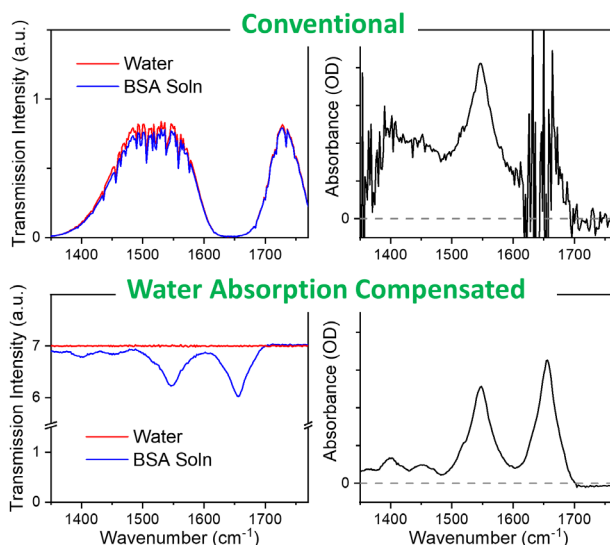 Conventional
Transmission Intensity (a.u.)
1
0
Water
BSA Soln
1400 1500 1600 1700
Absorbance (OD)
0
1400 1500 1600 1700
Water Absorption Compensated
Transmission Intensity (a.u.)
7
6
1
0
Water
BSA Soln
1400 1500 1600 1700
Wavenumber (cm⁻¹)
Absorbance (OD)
0
1400 1500 1600 1700
Wavenumber (cm⁻¹)